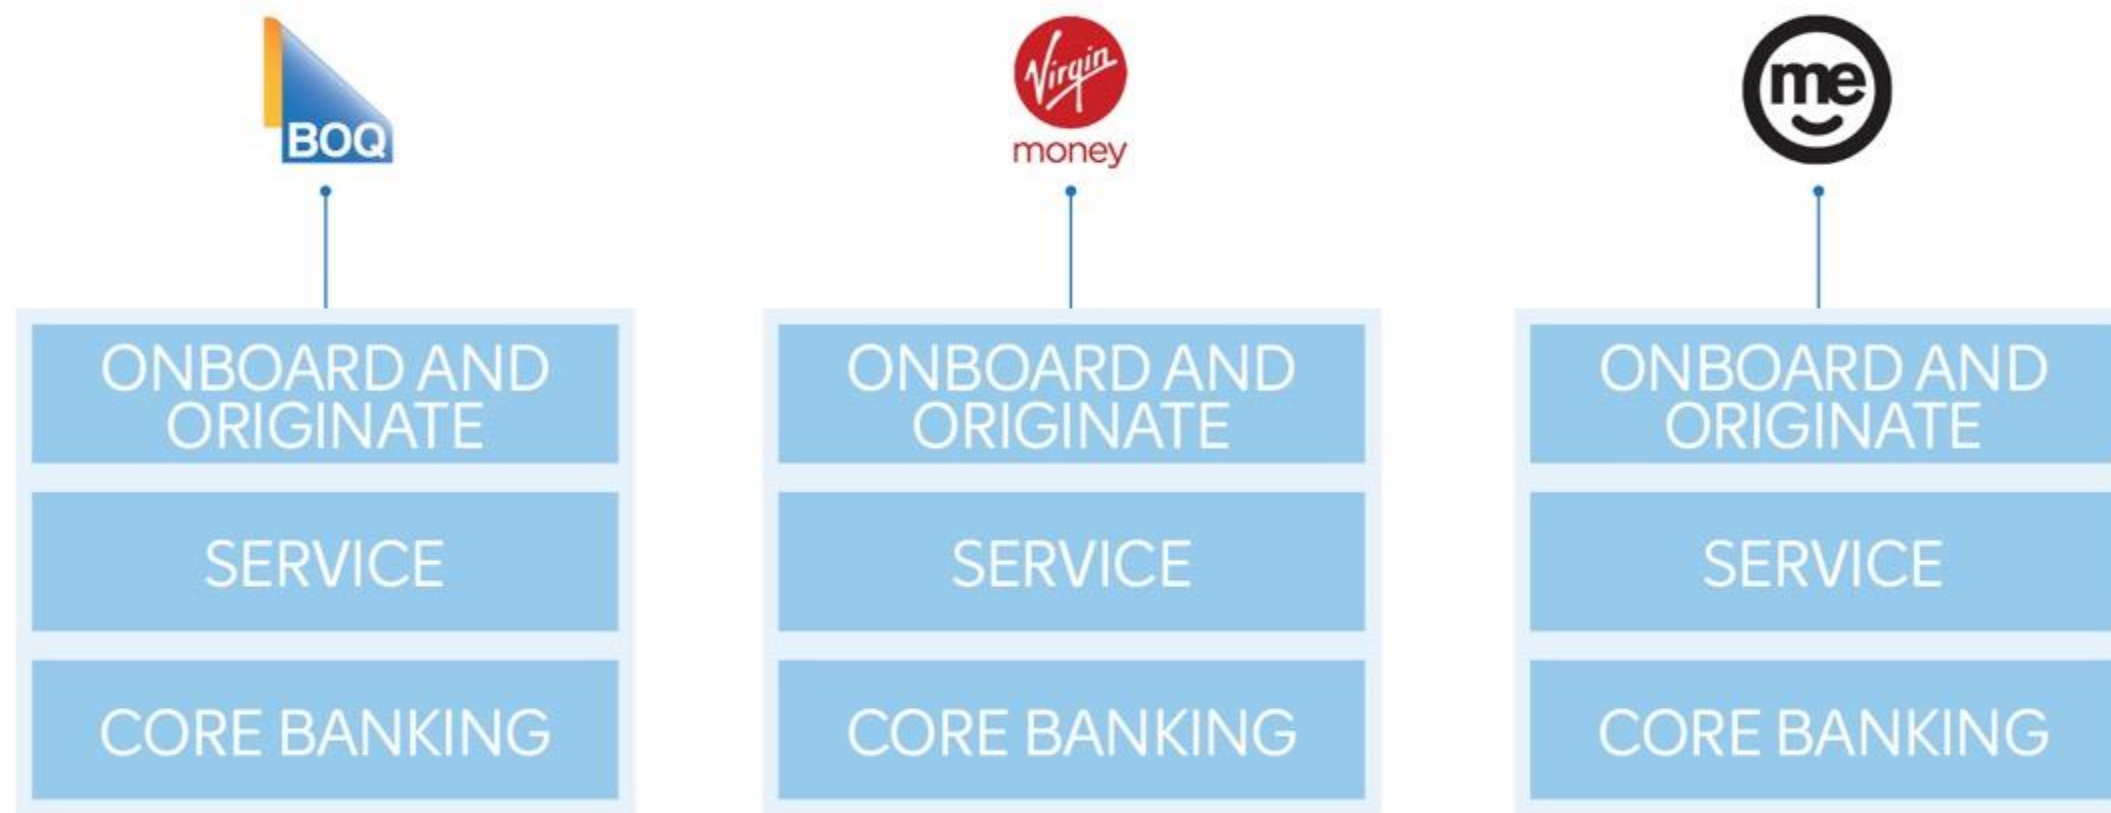 BOQ
Virgin
money
me
ONBOARD AND
ORIGINATE
SERVICE
CORE BANKING
ONBOARD AND
ORIGINATE
SERVICE
CORE BANKING
ONBOARD AND
ORIGINATE
SERVICE
CORE BANKING